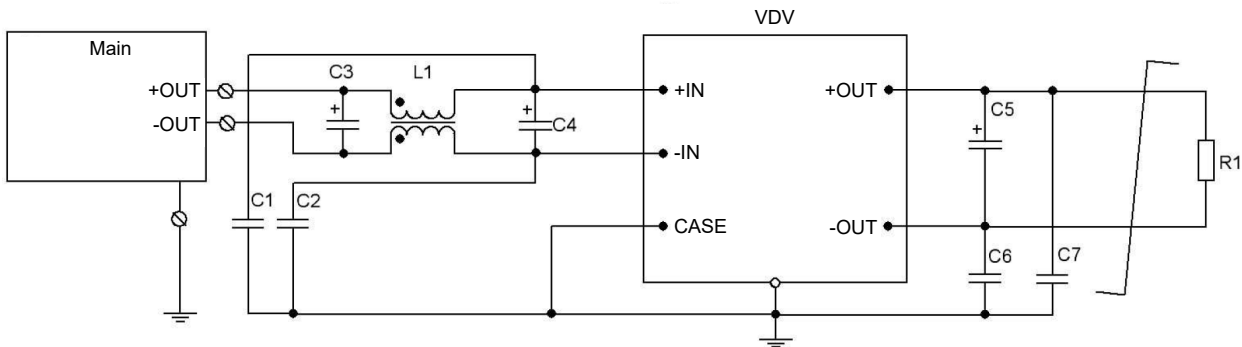 VDV
Main
C3
L1
+OUT
-OUT
+
+
C4
+IN
-IN
CASE
+OUT
-OUT
C5
+
R1
C1
C2
C6
C7